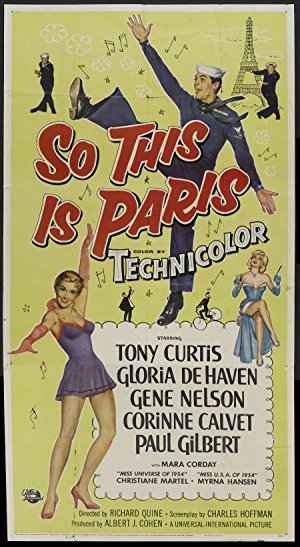 SO THIS
IS PARIS
COLOR BY
TECHNICOLOR
STARRING
TONY CURTIS
GLORIA DE HAVEN
GENE NELSON
CORINNE CALVET
PAUL GILBERT
with MARA CORDAY
"MISS UNIVERSE OF 1954" "MISS U.S.A. OF 1954"
CHRISTIANE MARTEL • MYRNA HANSEN
Directed by RICHARD QUINE • Screenplay by CHARLES HOFFMAN
Produced by ALBERT J. COHEN • A UNIVERSAL-INTERNATIONAL PICTURE